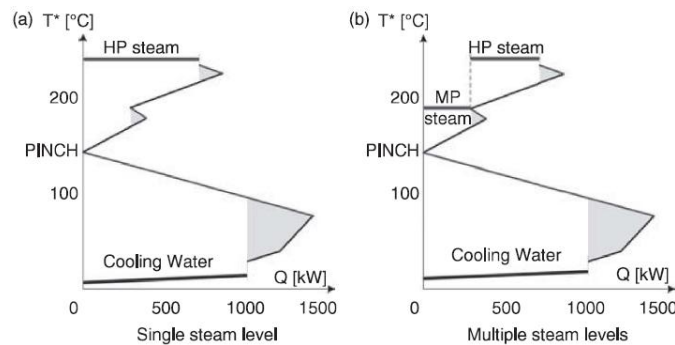 (a) T* [°C]
HP steam
200
PINCH
100
Cooling Water
Q [kW]
0 500 1000 1500
Single steam level
(b) T* [°C]
HP steam
200
MP
steam
PINCH
100
Cooling Water
Q [kW]
0 500 1000 1500
Multiple steam levels